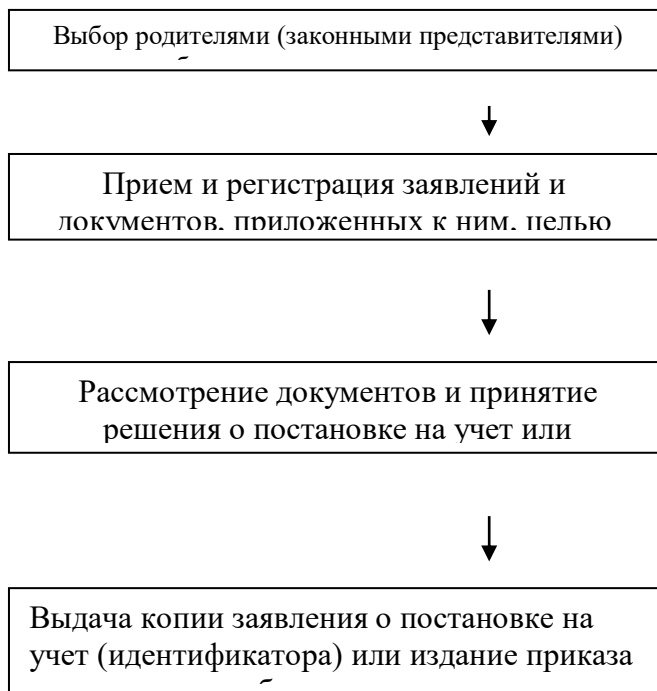 Выбор родителями (законными представителями)
Прием и регистрация заявлений и
документов, приложенных к ним, целью
Рассмотрение документов и принятие
решения о постановке на учет или
Выдача копии заявления о постановке на
учет (идентификатора) или издание приказа